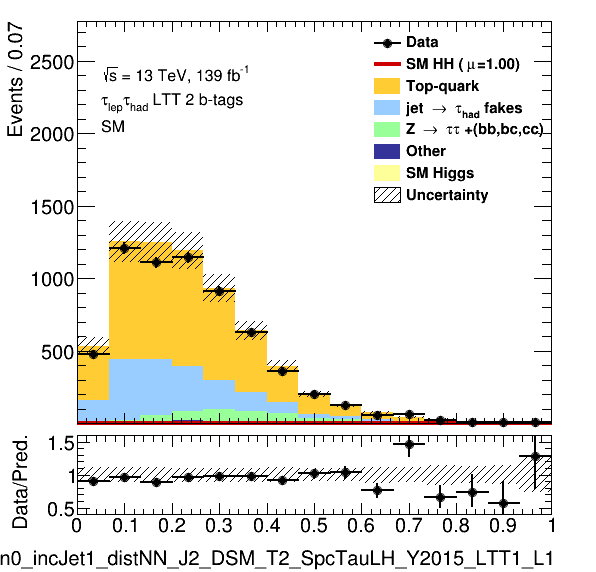 Events / 0.07
2500
2000
1500
1000
500
√s = 13 TeV, 139 fb⁻¹
τlepτhad LTT 2 b-tags
SM
Data
SM HH ( μ=1.00)
Top-quark
jet → τhad fakes
Z → ττ +(bb,bc,cc)
Other
SM Higgs
Uncertainty
Data/Pred.
1.5
1
0.5
0 0.1 0.2 0.3 0.4 0.5 0.6 0.7 0.8 0.9 1
n0_incJet1_distNN_J2_DSM_T2_SpcTauLH_Y2015_LTT1_L1